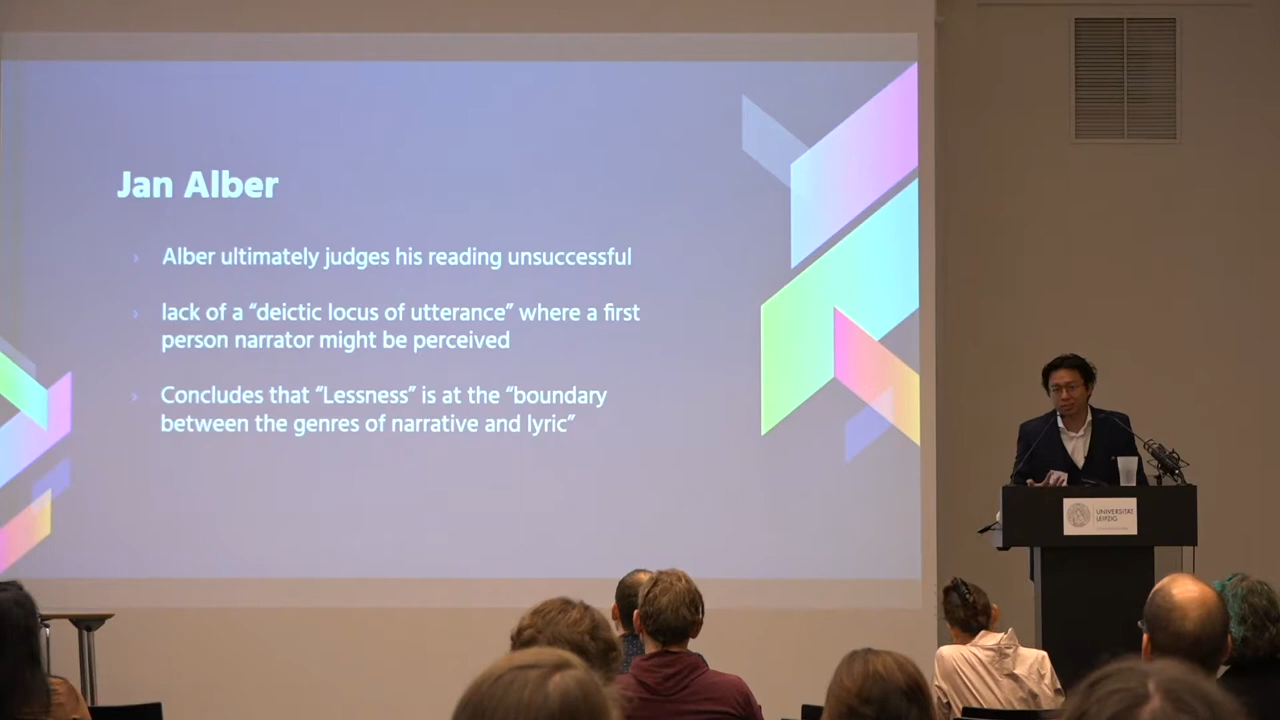 Jan Alber
Alber ultimately judges his reading unsuccessful
lack of a “deictic locus of utterance” where a first
person narrator might be perceived
Concludes that “Lessness” is at the “boundary
between the genres of narrative and lyric”
UNIVERSITÄT
LEIPZIG